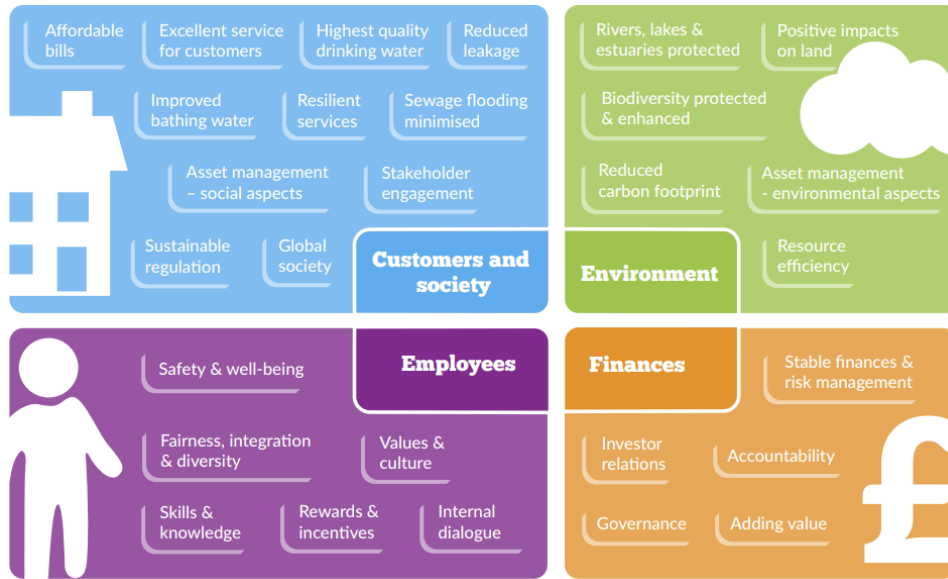 Affordable
bills
Excellent service
for customers
Highest quality
drinking water
Reduced
leakage
Improved
bathing water
Resilient
services
Sewage flooding
minimised
Asset management
– social aspects
Stakeholder
engagement
Sustainable
regulation
Global
society
Customers and
society
Rivers, lakes &
estuaries protected
Positive impacts
on land
Biodiversity protected
& enhanced
Reduced
carbon footprint
Asset management
- environmental aspects
Environment
Resource
efficiency
Employees
Safety & well-being
Fairness, integration
& diversity
Values &
culture
Skills &
knowledge
Rewards &
incentives
Internal
dialogue
Finances
Stable finances &
risk management
Investor
relations
Accountability
Governance
Adding value
£